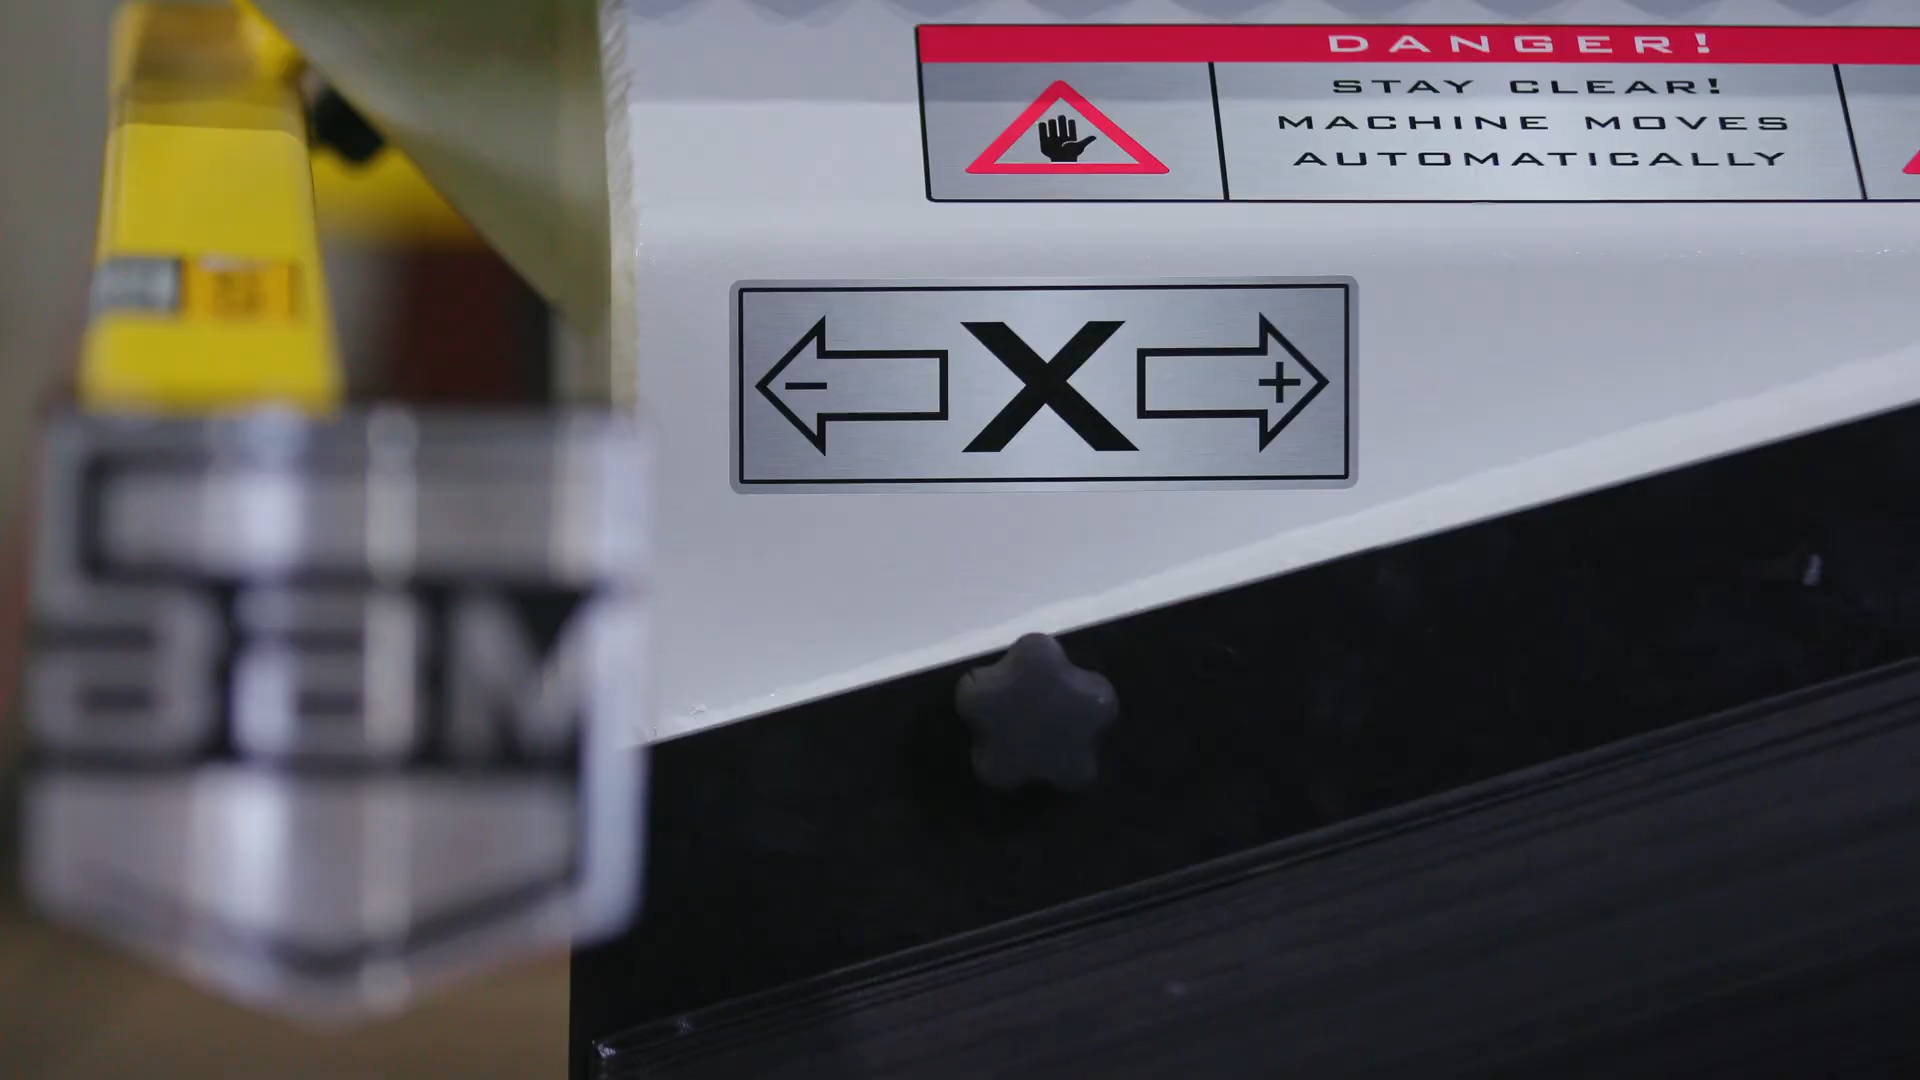 DANGER!
STAY CLEAR!
MACHINE MOVES
AUTOMATICALLY
- X +